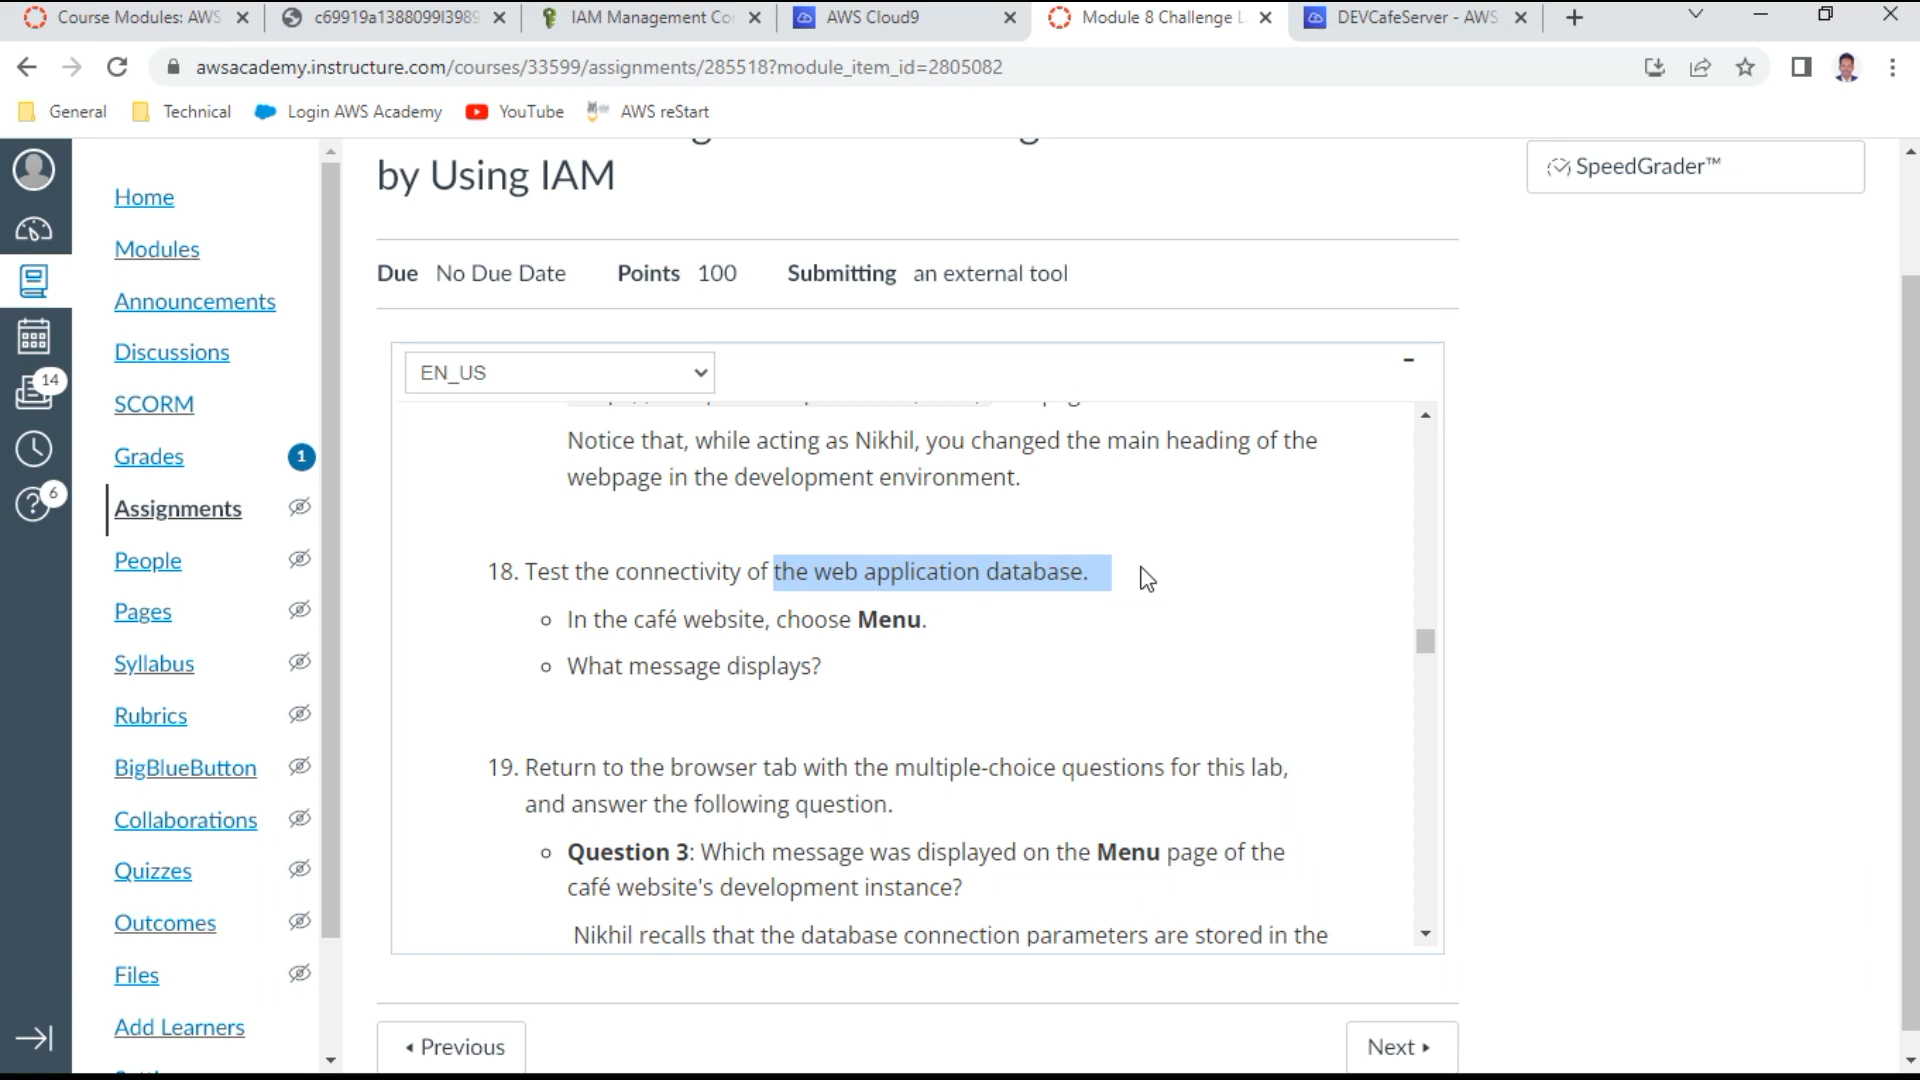 Course Modules: AWS
c69919a1388099l3989
IAM Management Co
AWS Cloud9
Module 8 Challenge L
DEVCafeServer - AWS
awsacademy.instructure.com/courses/33599/assignments/285518?module_item_id=2805082
General
Technical
Login AWS Academy
YouTube
AWS reStart
by Using IAM
SpeedGrader™
Home
Modules
Announcements
Discussions
SCORM
Grades
1
Assignments
People
Pages
Syllabus
Rubrics
BigBlueButton
Collaborations
Quizzes
Outcomes
Files
Add Learners
14
6
Due No Due Date Points 100 Submitting an external tool
EN_US
Notice that, while acting as Nikhil, you changed the main heading of the
webpage in the development environment.
18. Test the connectivity of the web application database.
In the café website, choose Menu.
What message displays?
19. Return to the browser tab with the multiple-choice questions for this lab,
and answer the following question.
Question 3: Which message was displayed on the Menu page of the
café website's development instance?
Nikhil recalls that the database connection parameters are stored in the
Previous
Next